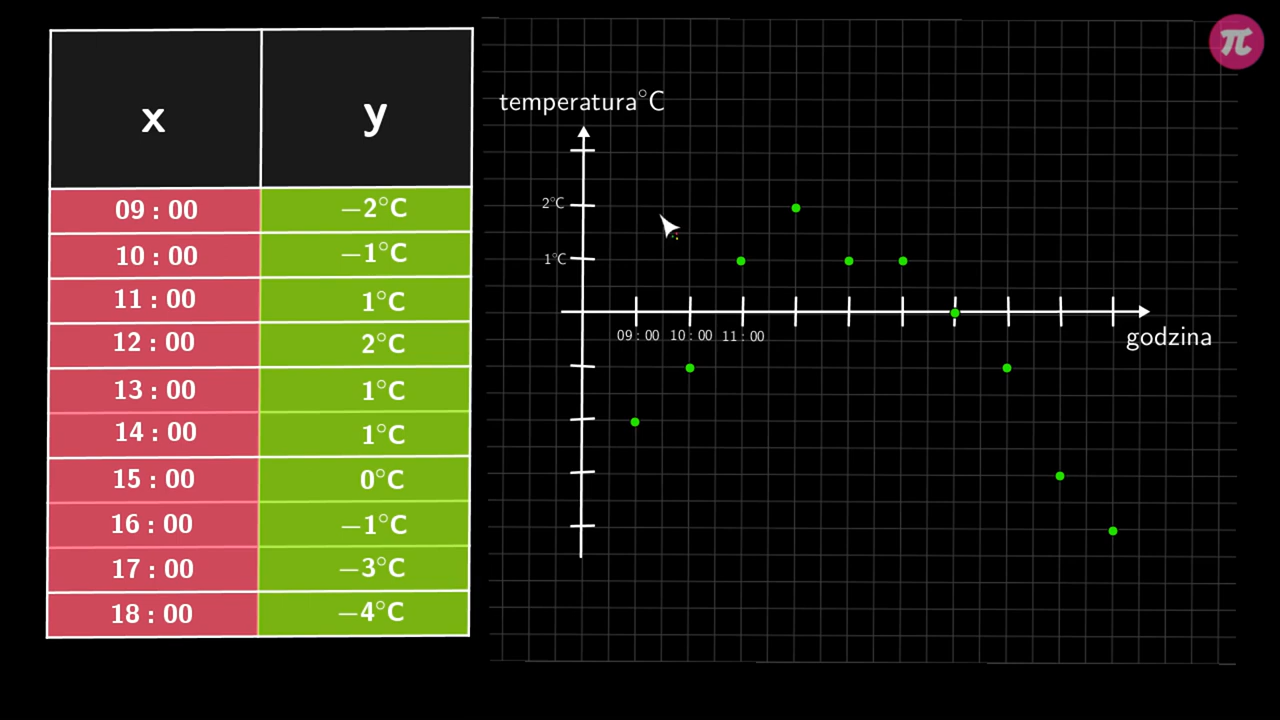 x y
09 : 00 −2°C
10 : 00 −1°C
11 : 00 1°C
12 : 00 2°C
13 : 00 1°C
14 : 00 1°C
15 : 00 0°C
16 : 00 −1°C
17 : 00 −3°C
18 : 00 −4°C
temperatura°C
2°C
1°C
09 : 00 10 : 00 11 : 00
godzina
π